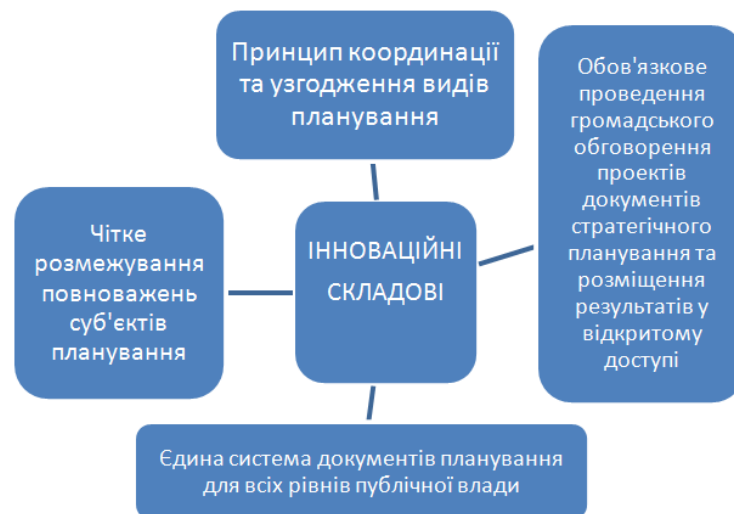 Принцип координації
та узгодження видів
планування
Обов'язкове
проведення
громадського
обговорення
проектів
документів
стратегічного
планування та
розміщення
результатів у
відкритому
доступі
Чітке
розмежування
повноважень
суб'єктів
планування
ІННОВАЦІЙНІ
СКЛАДОВІ
Єдина система документів планування
для всіх рівнів публічної влади